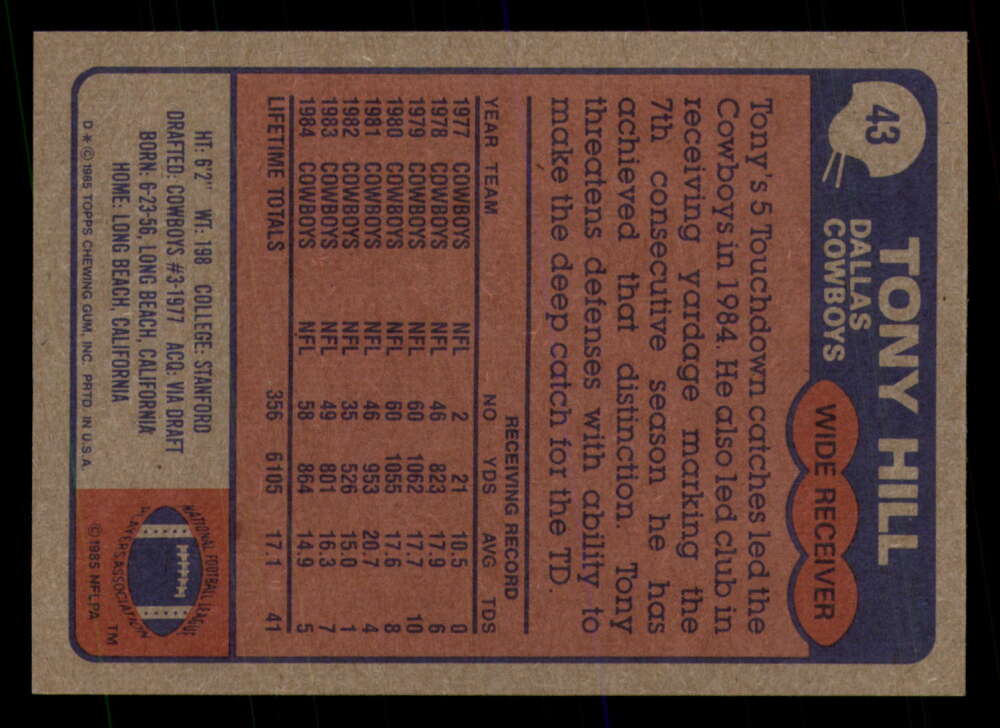 43
TONY HILL
DALLAS
COWBOYS
WIDE RECEIVER
Tony's 5 Touchdown catches led the
Cowboys in 1984. He also led club in
receiving yardage marking the
7th consecutive season he has
achieved that distinction. Tony
threatens defenses with ability to
make the deep catch for the TD.
RECEIVING RECORD
YEAR TEAM NO YDS AVG TDS
1977 COWBOYS NFL 2 21 10.5 0
1978 COWBOYS NFL 46 823 17.9 6
1979 COWBOYS NFL 60 1062 17.7 10
1980 COWBOYS NFL 60 1055 17.6 8
1981 COWBOYS NFL 46 953 20.7 4
1982 COWBOYS NFL 35 526 15.0 1
1983 COWBOYS NFL 49 801 16.3 7
1984 COWBOYS NFL 58 864 14.9 5
LIFETIME TOTALS 356 6105 17.1 41
HT: 6'2" WT: 198 COLLEGE: STANFORD
DRAFTED: COWBOYS #3-1977 ACQ: VIA DRAFT
BORN: 6-23-56, LONG BEACH, CALIFORNIA
HOME: LONG BEACH, CALIFORNIA
D * © 1985 TOPPS CHEWING GUM, INC. PRTD. IN U.S.A.
NATIONAL FOOTBALL LEAGUE
PLAYERS ASSOCIATION
TM
© 1985 NFLPA